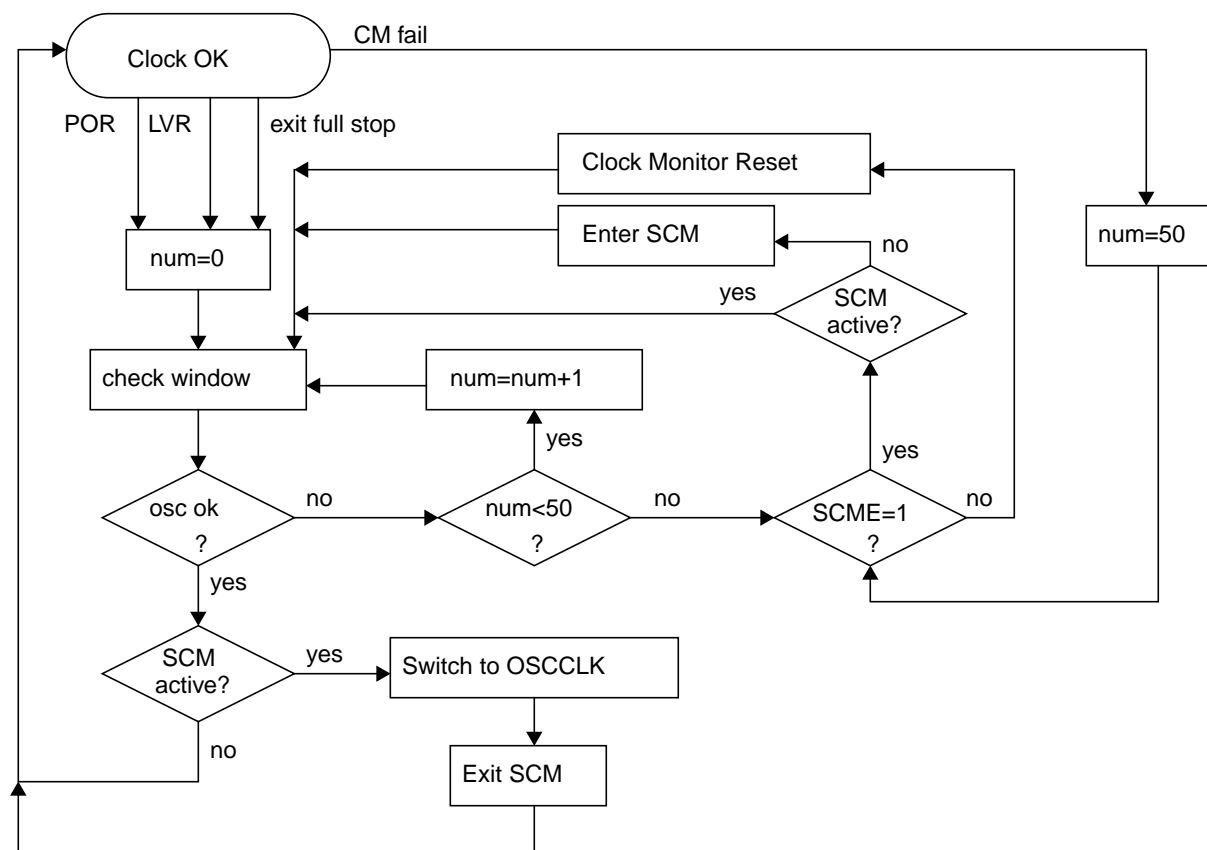 Clock OK
CM fail
POR
LVR
exit full stop
Clock Monitor Reset
Enter SCM
num=0
num=50
no
yes
SCM
active?
check window
num=num+1
yes
yes
osc ok
?
no
num<50
?
no
SCME=1
?
no
yes
SCM
active?
yes
Switch to OSCCLK
no
Exit SCM